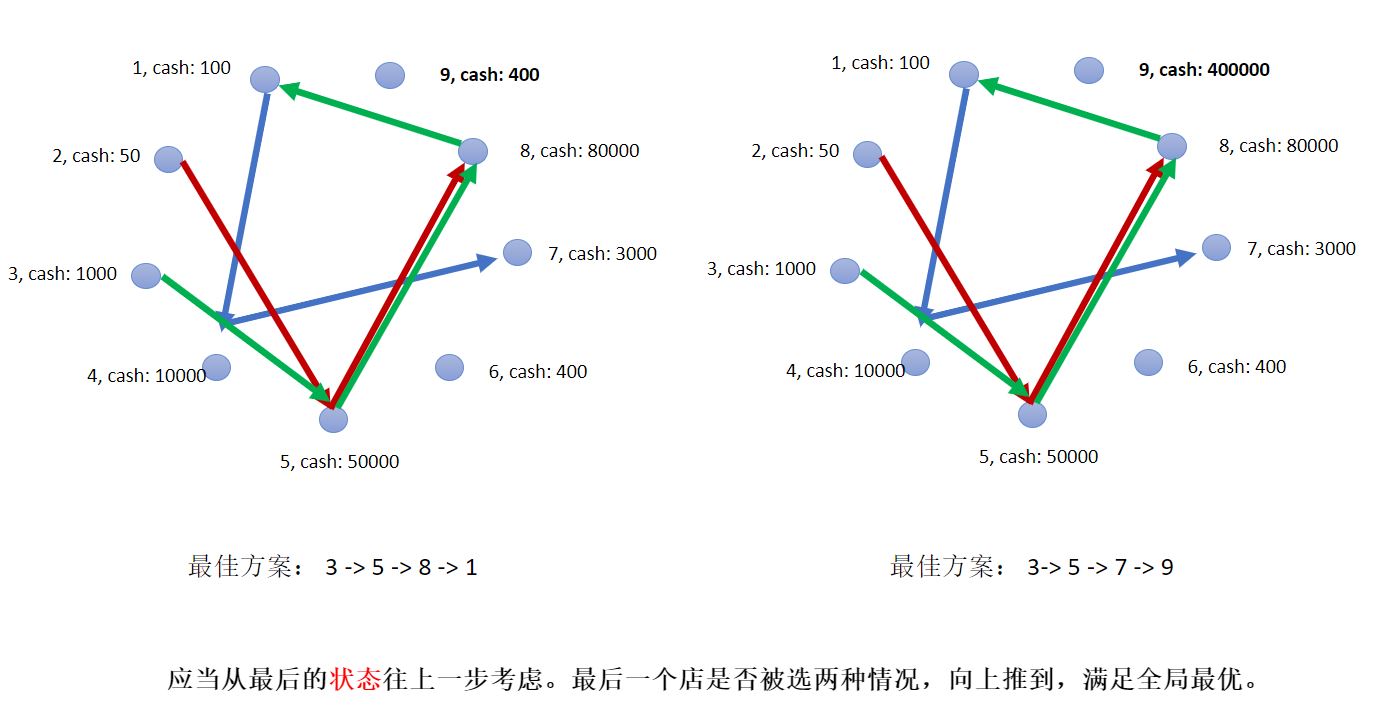 1, cash: 100
9, cash: 400
2, cash: 50
8, cash: 80000
3, cash: 1000
7, cash: 3000
4, cash: 10000
6, cash: 400
5, cash: 50000
最佳方案： 3 -> 5 -> 8 -> 1
1, cash: 100
9, cash: 400000
2, cash: 50
8, cash: 80000
3, cash: 1000
7, cash: 3000
4, cash: 10000
6, cash: 400
5, cash: 50000
最佳方案： 3-> 5 -> 7 -> 9
应当从最后的状态往上一步考虑。最后一个店是否被选两种情况，向上推到，满足全局最优。